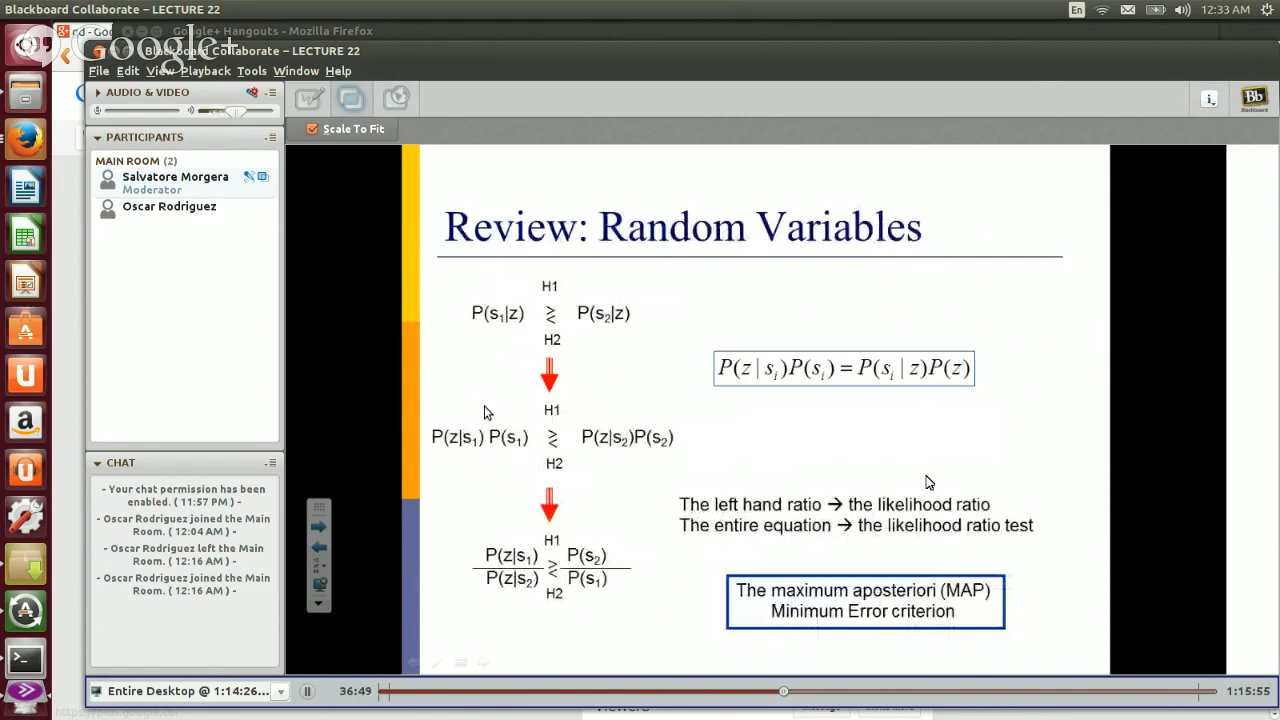 Blackboard Collaborate – LECTURE 22
En
12:33 AM
Google+
nd - Goo
Google+ Hangouts - Mozilla Firefox
Blackboard Collaborate – LECTURE 22
File Edit View Playback Tools Window Help
AUDIO & VIDEO
Bb
Blackboard
PARTICIPANTS
Scale To Fit
MAIN ROOM (2)
Salvatore Morgera
Moderator
Oscar Rodriguez
Review: Random Variables
H1
P(s₁|z) ≷ P(s₂|z)
H2
P(z | sᵢ)P(sᵢ) = P(sᵢ | z)P(z)
H1
P(z|s₁) P(s₁) ≷ P(z|s₂)P(s₂)
H2
The left hand ratio → the likelihood ratio
The entire equation → the likelihood ratio test
H1
P(z|s₁) ≷ P(s₂)
P(z|s₂) P(s₁)
H2
The maximum aposteriori (MAP)
Minimum Error criterion
CHAT
- Your chat permission has been
enabled. ( 11:57 PM ) -
- Oscar Rodriguez joined the Main
Room. ( 12:04 AM ) -
- Oscar Rodriguez left the Main
Room. ( 12:16 AM ) -
- Oscar Rodriguez joined the Main
Room. ( 12:16 AM ) -
Entire Desktop @ 1:14:26...
36:49
1:15:55